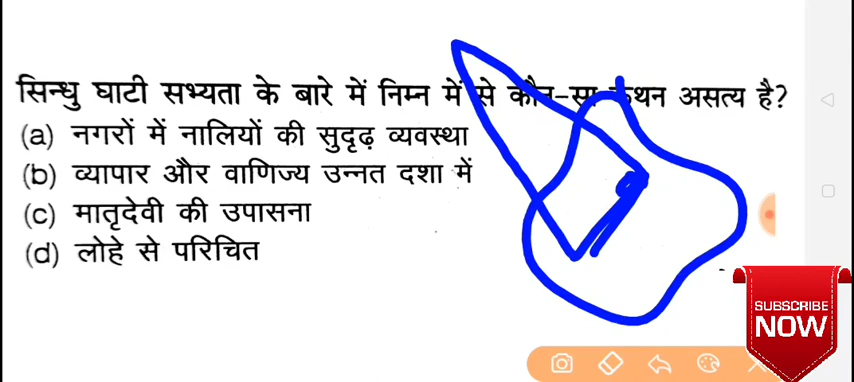 सिन्धु घाटी सभ्यता के बारे में निम्न में से कौन-सा कथन असत्य है?
(a) नगरों में नालियों की सुदृढ़ व्यवस्था
(b) व्यापार और वाणिज्य उन्नत दशा में
(c) मातृदेवी की उपासना
(d) लोहे से परिचित
SUBSCRIBE
NOW